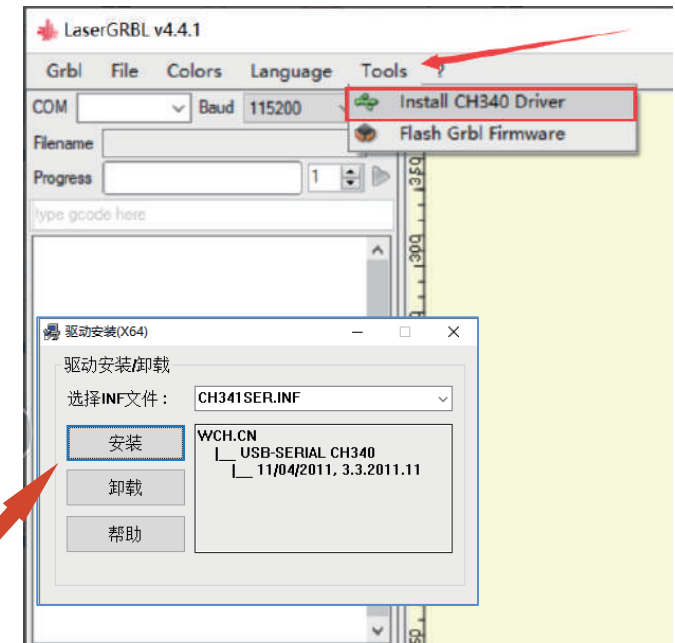 LaserGRBL v4.4.1
Grbl File Colors Language Tools ?
COM Baud 115200
Install CH340 Driver
Flash Grbl Firmware
Filename
Progress 1
type gcode here
350
300
驱动安装(X64)
驱动安装/卸载
选择INF文件: CH341SER.INF
安装
卸载
帮助
WCH.CN
|__ USB-SERIAL CH340
|__ 11/04/2011, 3.3.2011.11